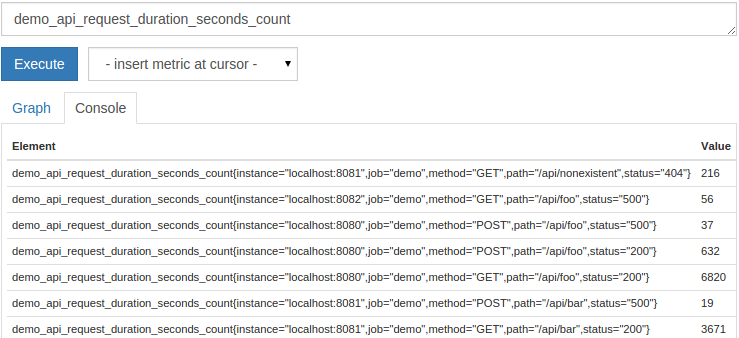 demo_api_request_duration_seconds_count
Execute - insert metric at cursor -
Graph Console
Element Value
demo_api_request_duration_seconds_count{instance="localhost:8081",job="demo",method="GET",path="/api/nonexistent",status="404"} 216
demo_api_request_duration_seconds_count{instance="localhost:8082",job="demo",method="GET",path="/api/foo",status="500"} 56
demo_api_request_duration_seconds_count{instance="localhost:8080",job="demo",method="POST",path="/api/foo",status="500"} 37
demo_api_request_duration_seconds_count{instance="localhost:8080",job="demo",method="POST",path="/api/foo",status="200"} 632
demo_api_request_duration_seconds_count{instance="localhost:8080",job="demo",method="GET",path="/api/foo",status="200"} 6820
demo_api_request_duration_seconds_count{instance="localhost:8081",job="demo",method="POST",path="/api/bar",status="500"} 19
demo_api_request_duration_seconds_count{instance="localhost:8081",job="demo",method="GET",path="/api/bar",status="200"} 3671